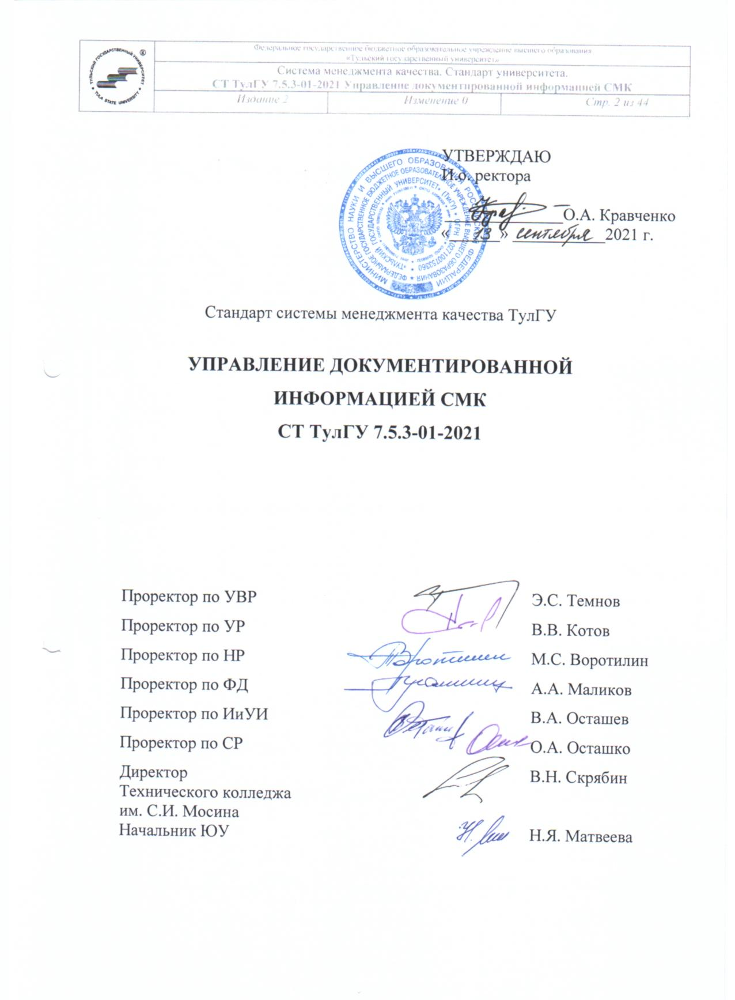 Федеральное государственное бюджетное образовательное учреждение высшего образования
«Тульский государственный университет»
Система менеджмента качества. Стандарт университета.
СТ ТулГУ 7.5.3-01-2021 Управление документированной информацией СМК
Издание 2
Изменение 0
Стр. 2 из 44
ТУЛЬСКИЙ ГОСУДАРСТВЕННЫЙ УНИВЕРСИТЕТ
TULA STATE UNIVERSITY
®
УТВЕРЖДАЮ
И.о. ректора
О.А. Кравченко
« 13 » сентября 2021 г.
МИНИСТЕРСТВО НАУКИ И ВЫСШЕГО ОБРАЗОВАНИЯ РОССИЙСКОЙ ФЕДЕРАЦИИ
ФЕДЕРАЛЬНОЕ ГОСУДАРСТВЕННОЕ БЮДЖЕТНОЕ ОБРАЗОВАТЕЛЬНОЕ УЧРЕЖДЕНИЕ ВЫСШЕГО ОБРАЗОВАНИЯ
«ТУЛЬСКИЙ ГОСУДАРСТВЕННЫЙ УНИВЕРСИТЕТ» (ТулГУ) ОГРН 1027100753360
Стандарт системы менеджмента качества ТулГУ
УПРАВЛЕНИЕ ДОКУМЕНТИРОВАННОЙ
ИНФОРМАЦИЕЙ СМК
СТ ТулГУ 7.5.3-01-2021
Проректор по УВР Э.С. Темнов
Проректор по УР В.В. Котов
Проректор по НР М.С. Воротилин
Проректор по ФД А.А. Маликов
Проректор по ИиУИ В.А. Осташев
Проректор по СР О.А. Осташко
Директор В.Н. Скрябин
Технического колледжа
им. С.И. Мосина
Начальник ЮУ Н.Я. Матвеева